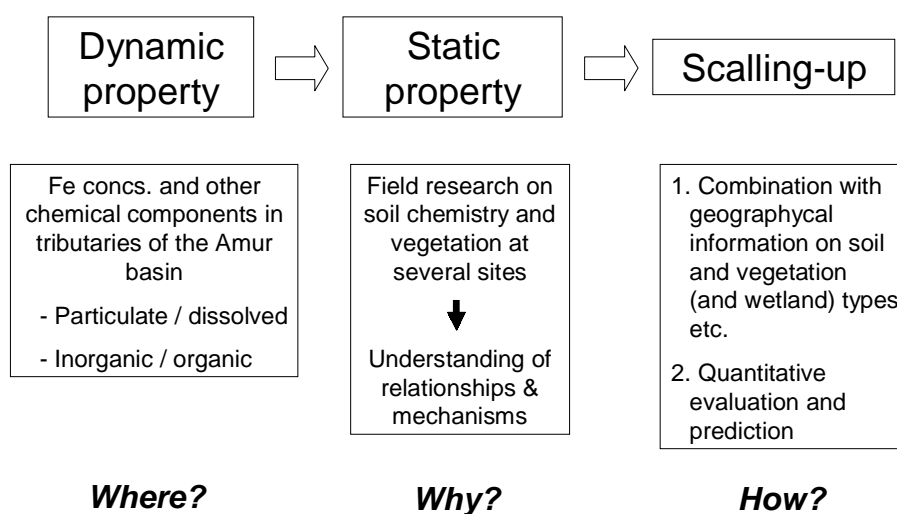 Dynamic
property
Static
property
Scalling-up
Fe concs. and other
chemical components in
tributaries of the Amur
basin
- Particulate / dissolved
- Inorganic / organic
Field research on
soil chemistry and
vegetation at
several sites
Understanding of
relationships &
mechanisms
1. Combination with
geographycal
information on soil
and vegetation
(and wetland) types
etc.
2. Quantitative
evaluation and
prediction
Where?
Why?
How?